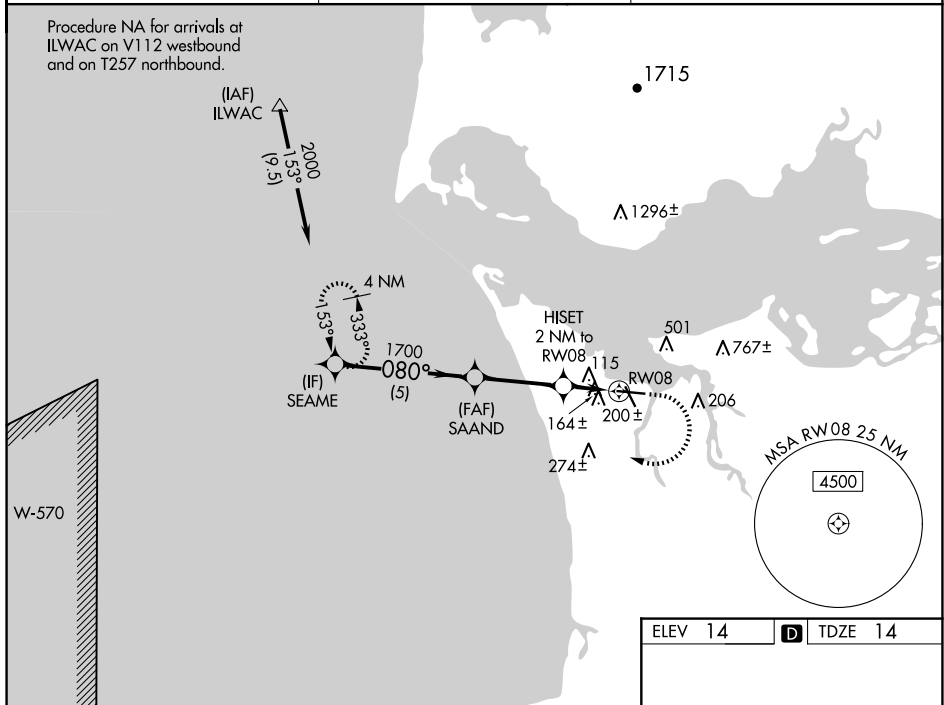 Procedure NA for arrivals at
ILWAC on V112 westbound
and on T257 northbound.
1715
(IAF)
ILWAC
2000
153°
(9.5)
1296±
4 NM
153°
333°
HISET
2 NM to
RW08
501
767±
1700
080°
(5)
115
RW08
(IF)
SEAME
(FAF)
SAAND
164±
200±
206
274±
MSA RW08 25 NM
4500
W-570
ELEV 14 D TDZE 14